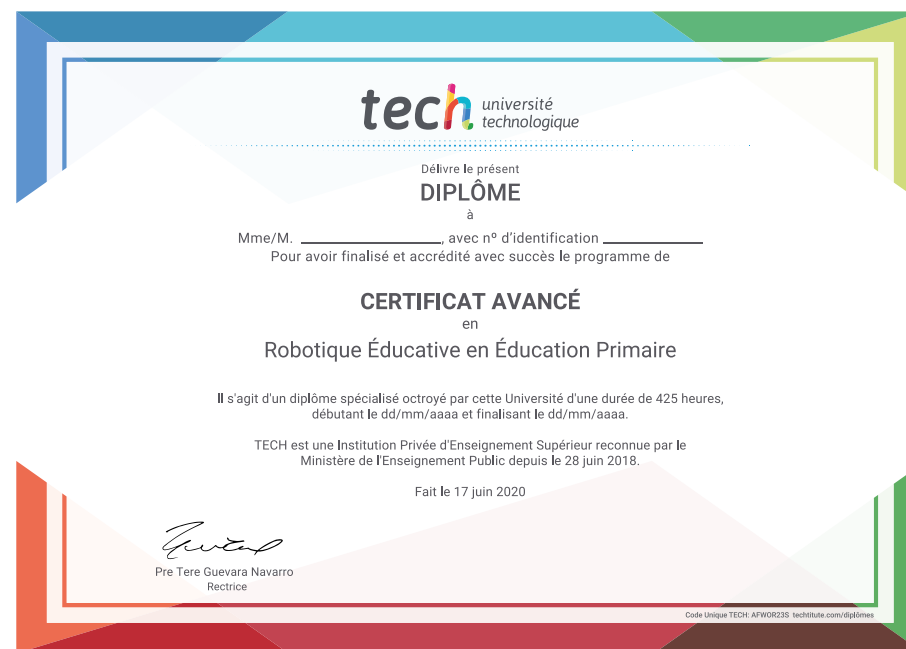 tech université
technologique
Délivre le présent
DIPLÔME
à
Mme/M. ____________________, avec nº d'identification ______________
Pour avoir finalisé et accrédité avec succès le programme de
CERTIFICAT AVANCÉ
en
Robotique Éducative en Éducation Primaire
Il s'agit d'un diplôme spécialisé octroyé par cette Université d'une durée de 425 heures,
débutant le dd/mm/aaaa et finalisant le dd/mm/aaaa.
TECH est une Institution Privée d'Enseignement Supérieur reconnue par le
Ministère de l'Enseignement Public depuis le 28 juin 2018.
Fait le 17 juin 2020
Pre Tere Guevara Navarro
Rectrice
Code Unique TECH: AFWOR23S techtitute.com/diplômes